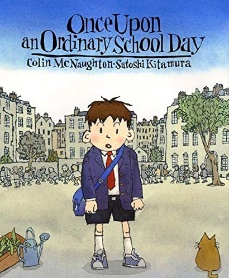 Once Upon
an Ordinary School Day
Colin McNaughton · Satoshi Kitamura